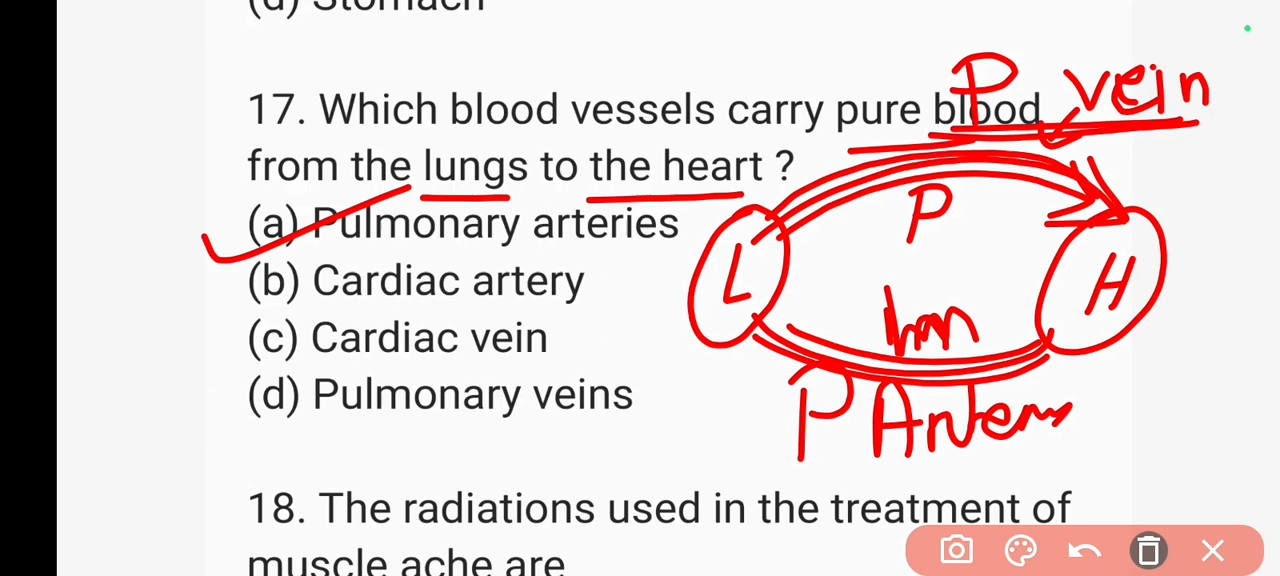 (d) Stomach
17. Which blood vessels carry pure blood
from the lungs to the heart ?
(a) Pulmonary arteries
(b) Cardiac artery
(c) Cardiac vein
(d) Pulmonary veins
18. The radiations used in the treatment of
muscle ache are
P vein
P
L
H
P